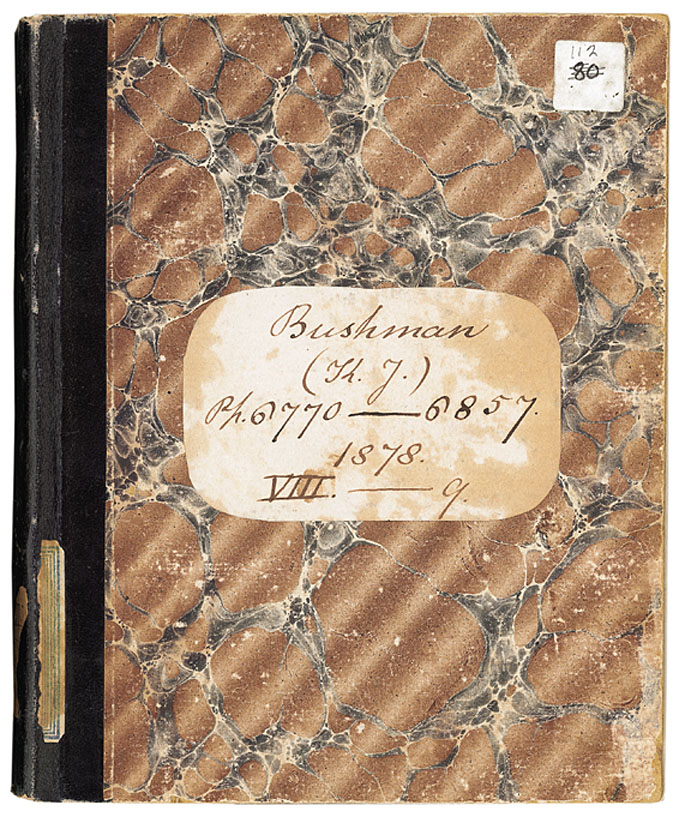 112
80
Bushman
(K. J.)
Pp. 6770 — 6857.
1878.
VIII. — 9.